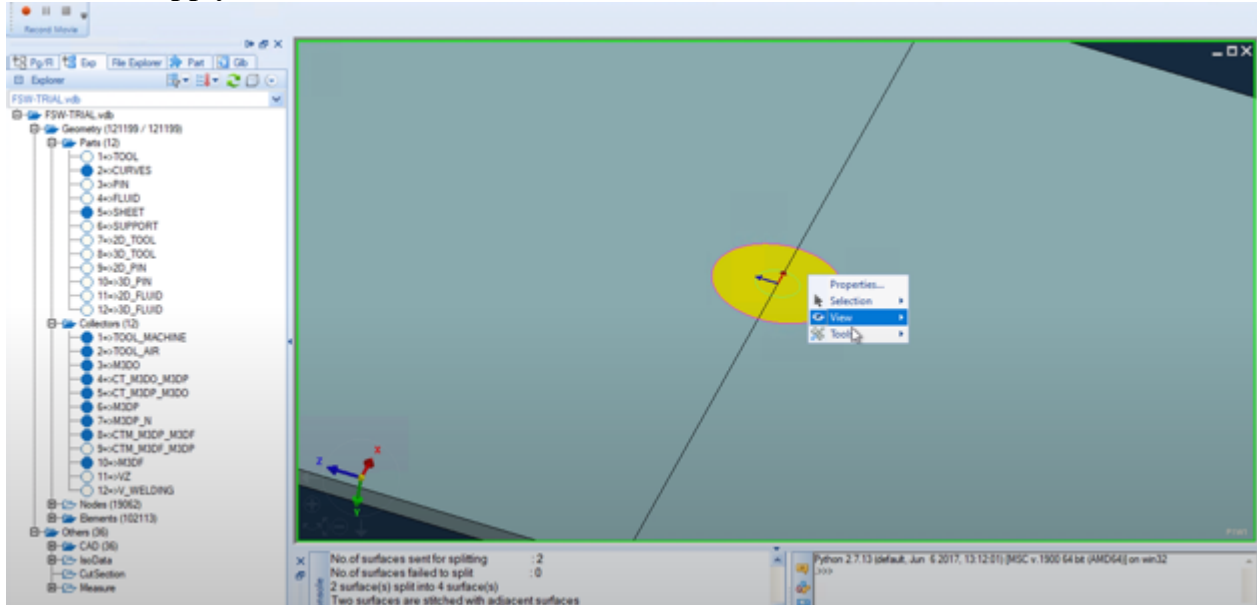 Record Movie
Pg/R Exp File Explorer Part Glb
Explorer
FSW-TRIAL.vdb
FSW-TRIAL.vdb
Geometry (121199 / 121199)
Parts (12)
1<>TOOL
2<>CURVES
3<>PIN
4<>FLUID
5<>SHEET
6<>SUPPORT
7<>2D_TOOL
8<>3D_TOOL
9<>2D_PIN
10<>3D_PIN
11<>2D_FLUID
12<>3D_FLUID
Collectors (12)
1<>TOOL_MACHINE
2<>TOOL_AIR
3<>M3DO
4<>CT_M3DO_M3DP
5<>CT_M3DP_M3DO
6<>M3DP
7<>M3DP_N
8<>CTM_M3DP_M3DF
9<>CTM_M3DF_M3DP
10<>M3DF
11<>VZ
12<>V_WELDING
Nodes (19062)
Elements (102113)
Others (36)
CAD (36)
IsoData
CutSection
Measure
Properties...
Selection
View
Tools
X
Z
Y
No.of surfaces sent for splitting :2
No.of surfaces failed to split :0
2 surface(s) split into 4 surface(s)
Two surfaces are stitched with adjacent surfaces
Python 2.7.13 (default, Jun 6 2017, 13:12:01) [MSC v.1900 64 bit (AMD64)] on win32
>>>